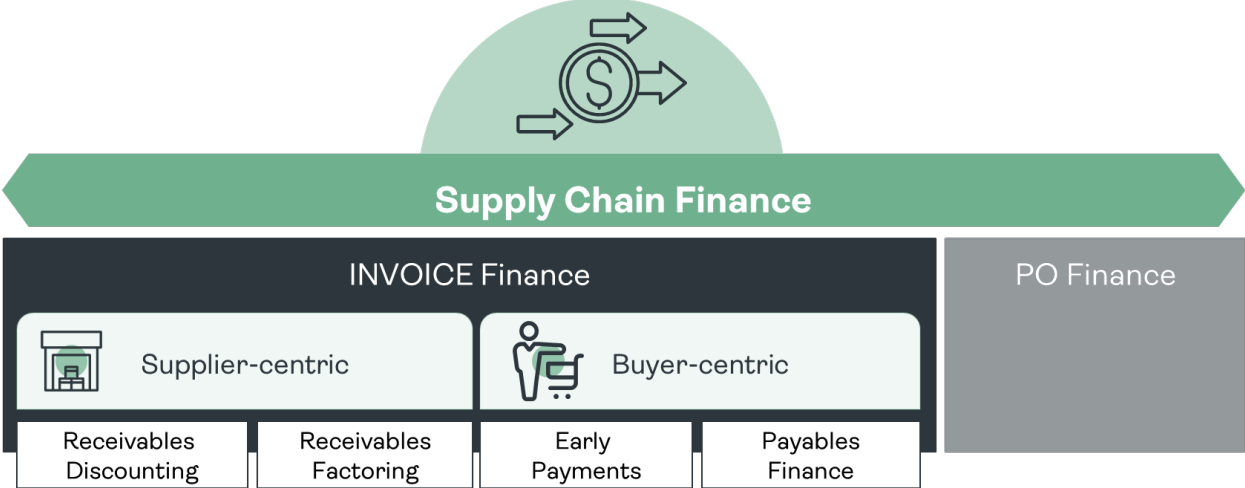 $
Supply Chain Finance
INVOICE Finance
PO Finance
Supplier-centric
Buyer-centric
Receivables
Discounting
Receivables
Factoring
Early
Payments
Payables
Finance